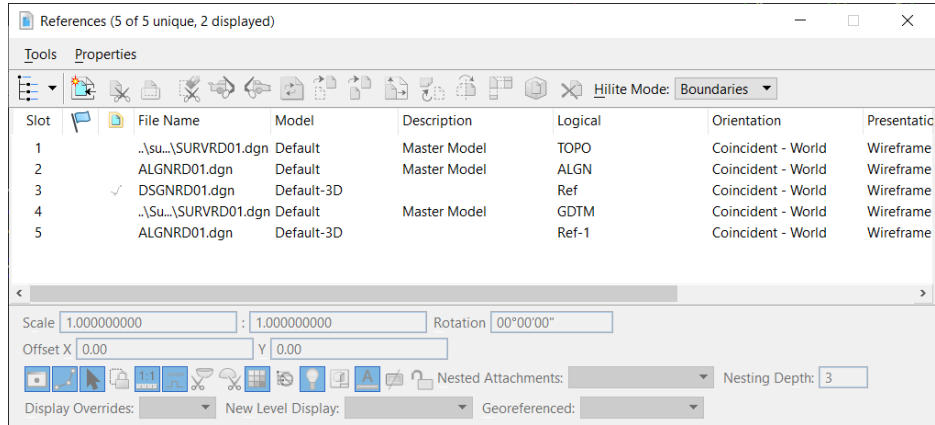 References (5 of 5 unique, 2 displayed)
Tools Properties
Hilite Mode: Boundaries
Slot File Name Model Description Logical Orientation Presentatio
1 ..\su...\SURVRD01.dgn Default Master Model TOPO Coincident - World Wireframe
2 ALGNRD01.dgn Default Master Model ALGN Coincident - World Wireframe
3 DSGNRD01.dgn Default-3D Ref Coincident - World Wireframe
4 ..\Su...\SURVRD01.dgn Default Master Model GDTM Coincident - World Wireframe
5 ALGNRD01.dgn Default-3D Ref-1 Coincident - World Wireframe
Scale 1.000000000 : 1.000000000 Rotation 00°00'00"
Offset X 0.00 Y 0.00
1:1 A Nested Attachments: Nesting Depth: 3
Display Overrides: New Level Display: Georeferenced: